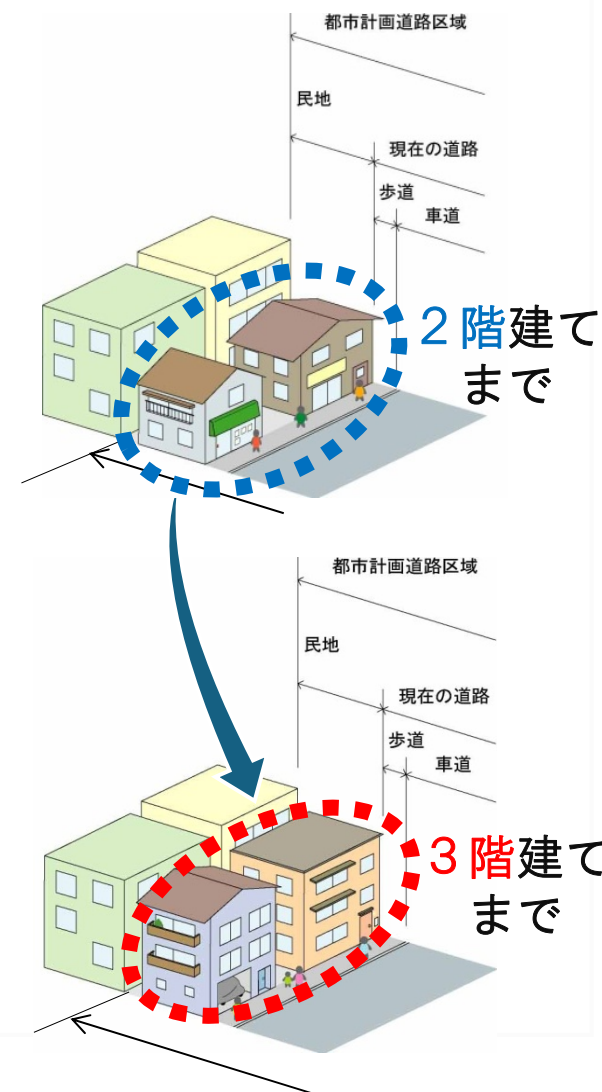 都市計画道路区域
民地
現在の道路
歩道
車道
２階建て
まで
都市計画道路区域
民地
現在の道路
歩道
車道
３階建て
まで